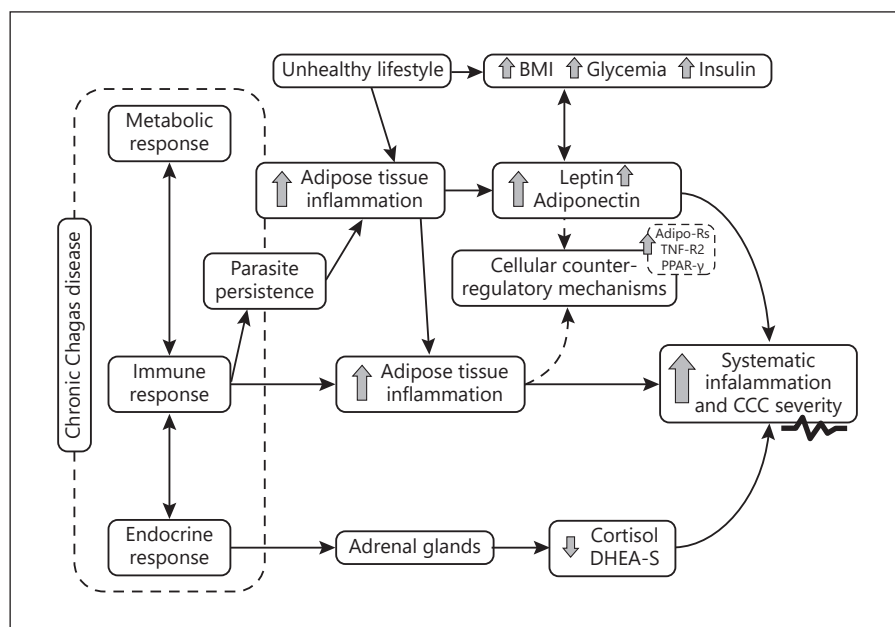 Unhealthy lifestyle
BMI Glycemia Insulin
Metabolic
response
Adipose tissue
inflammation
Leptin
Adiponectin
Adipo-Rs
TNF-R2
PPAR-γ
Cellular counter-
regulatory mechanisms
Parasite
persistence
Chronic Chagas disease
Immune
response
Adipose tissue
inflammation
Systematic
infalammation
and CCC severity
Endocrine
response
Adrenal glands
Cortisol
DHEA-S